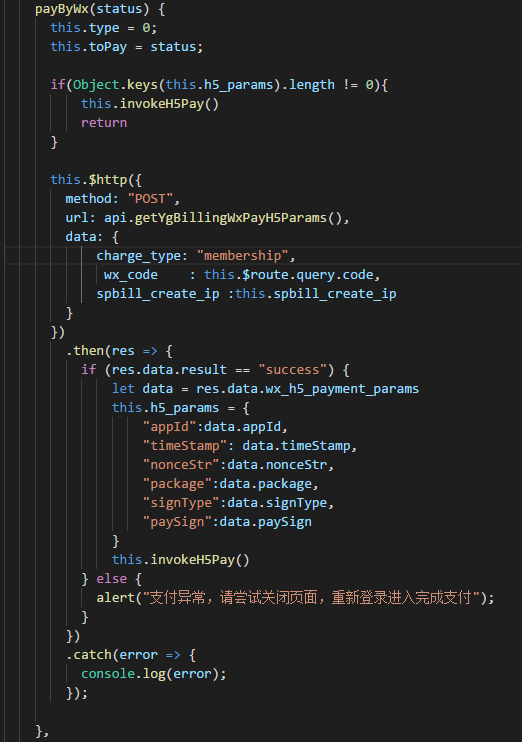 payByWx(status) {
this.type = 0;
this.toPay = status;
if(Object.keys(this.h5_params).length != 0){
this.invokeH5Pay()
return
}
this.$http({
method: "POST",
url: api.getYgBillingWxPayH5Params(),
data: {
charge_type: "membership",
wx_code    : this.$route.query.code,
spbill_create_ip :this.spbill_create_ip
}
})
.then(res => {
if (res.data.result == "success") {
let data = res.data.wx_h5_payment_params
this.h5_params = {
"appId":data.appId,
"timeStamp": data.timeStamp,
"nonceStr":data.nonceStr,
"package":data.package,
"signType":data.signType,
"paySign":data.paySign
}
this.invokeH5Pay()
} else {
alert("支付异常，请尝试关闭页面，重新登录进入完成支付");
}
})
.catch(error => {
console.log(error);
});
},